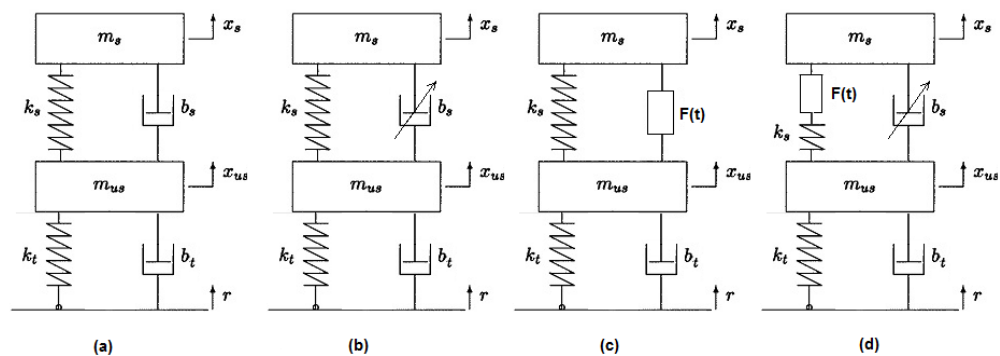 m_s x_s
k_s b_s
m_us x_us
k_t b_t
r
(a)
m_s x_s
k_s b_s
m_us x_us
k_t b_t
r
(b)
m_s x_s
k_s F(t)
m_us x_us
k_t b_t
r
(c)
m_s x_s
F(t) b_s
k_s
m_us x_us
k_t b_t
r
(d)